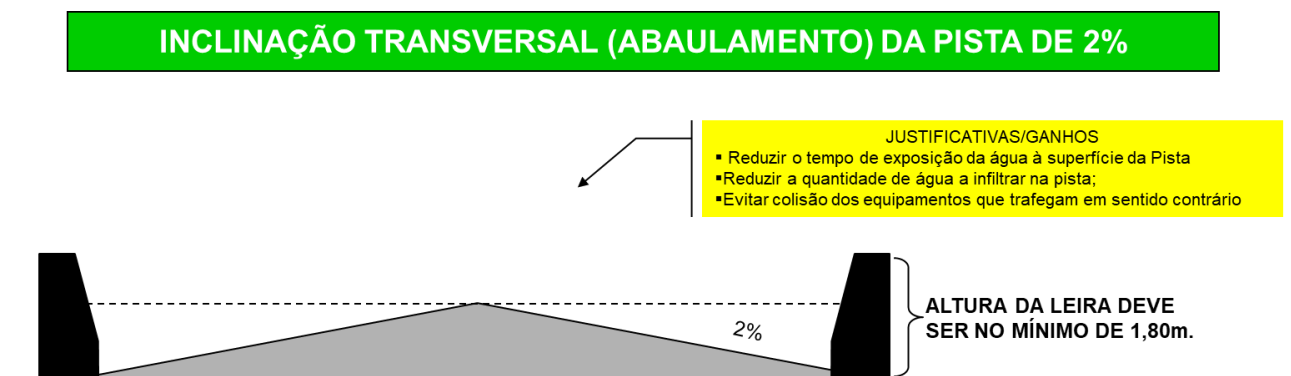 INCLINAÇÃO TRANSVERSAL (ABAULAMENTO) DA PISTA DE 2%
JUSTIFICATIVAS/GANHOS
▪ Reduzir o tempo de exposição da água à superfície da Pista
▪Reduzir a quantidade de água a infiltrar na pista;
▪Evitar colisão dos equipamentos que trafegam em sentido contrário
ALTURA DA LEIRA DEVE
SER NO MÍNIMO DE 1,80m.
2%